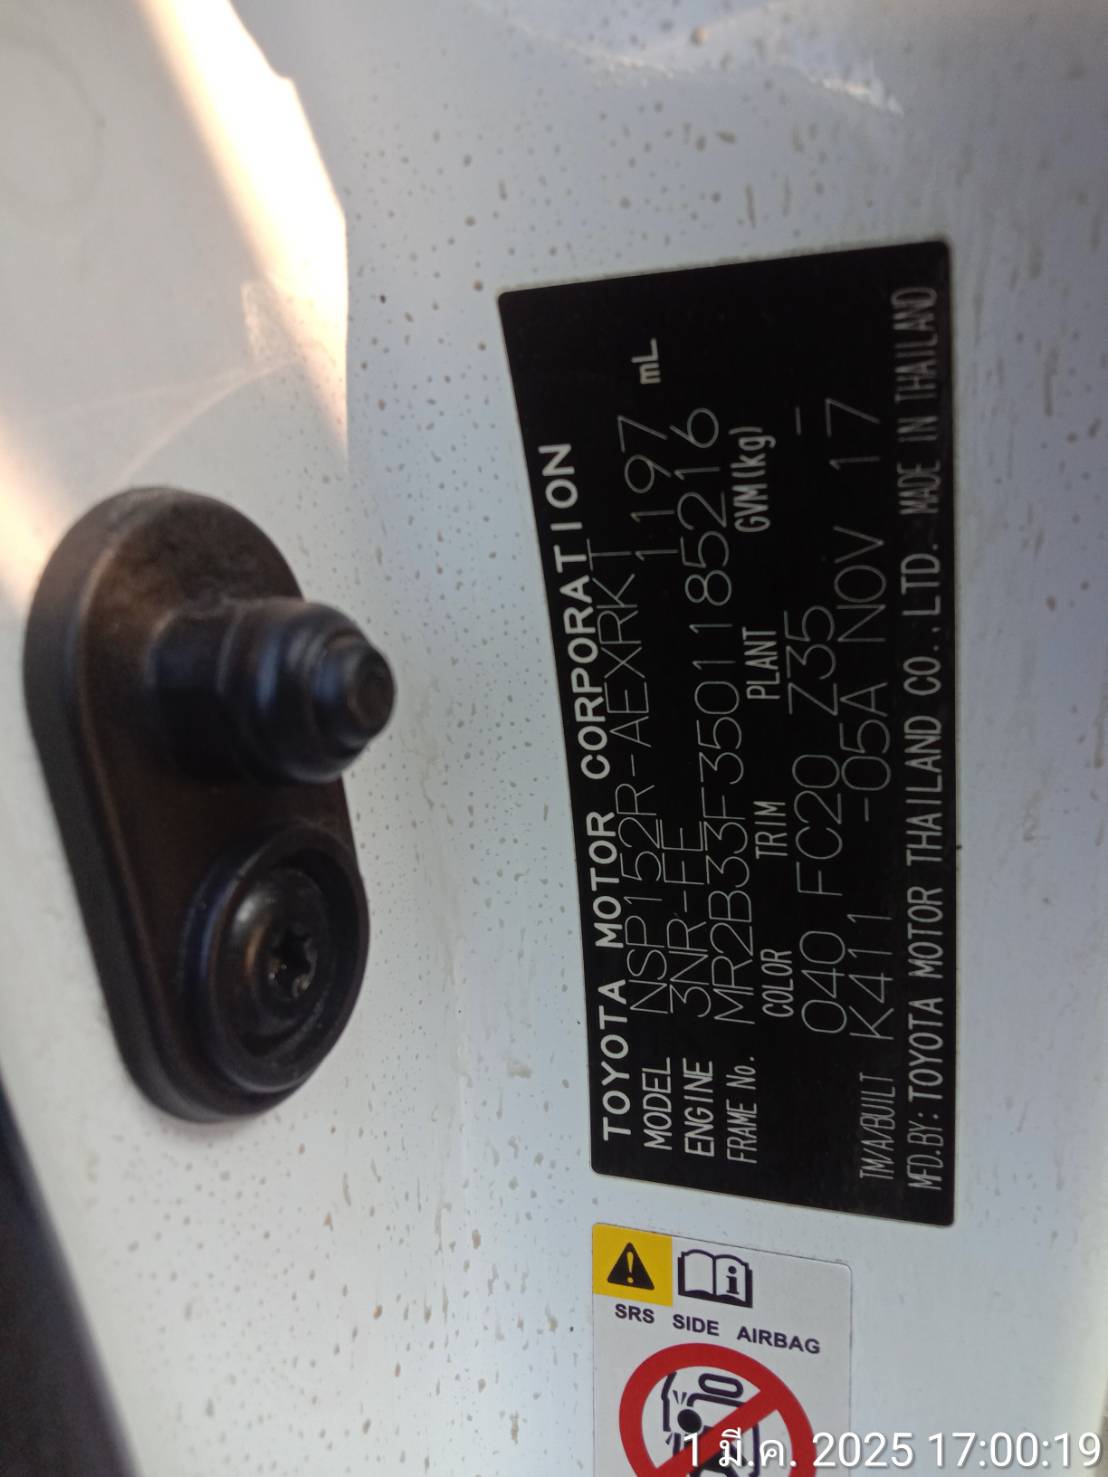 TOYOTA MOTOR CORPORATION
MODEL NSP152R-AEXRKT
ENGINE 3NR-FE 1197 mL
FRAME No. MR2B33F3501185216
COLOR TRIM PLANT GVM(kg)
040 FC20 Z35 -
TM/A/BUILT K411 -05A NOV 17
MFD.BY: TOYOTA MOTOR THAILAND CO.,LTD. MADE IN THAILAND
SRS SIDE AIRBAG
1 มี.ค. 2025 17:00:19